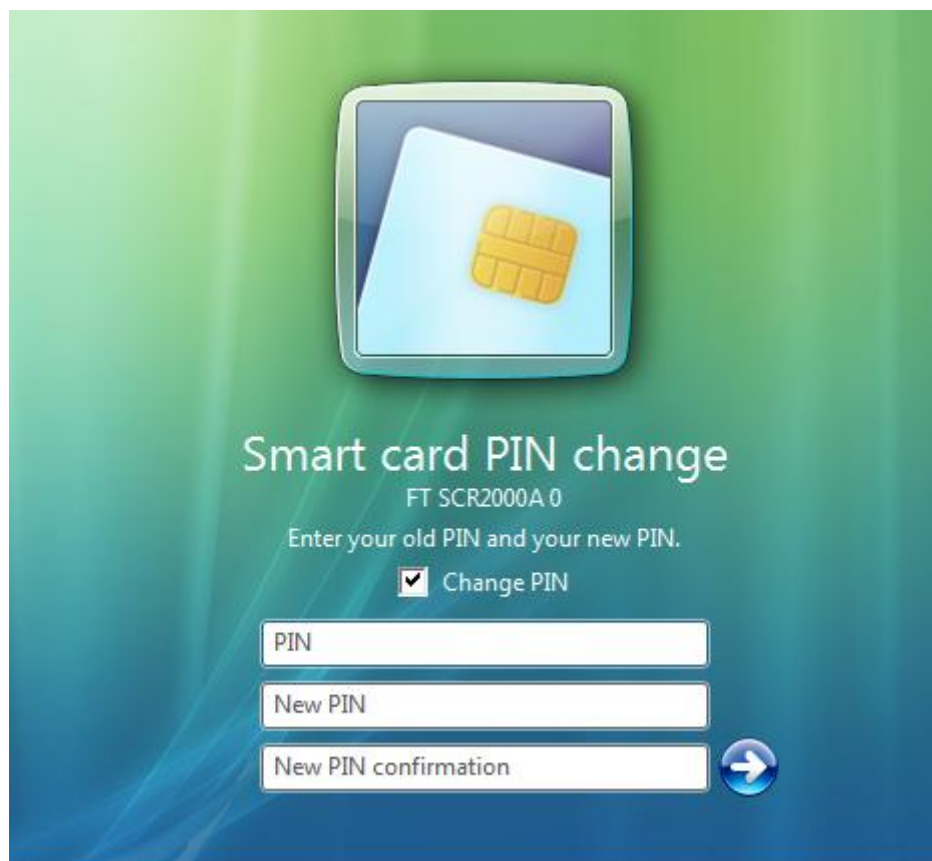 Smart card PIN change
FT SCR2000A 0
Enter your old PIN and your new PIN.
Change PIN
PIN
New PIN
New PIN confirmation